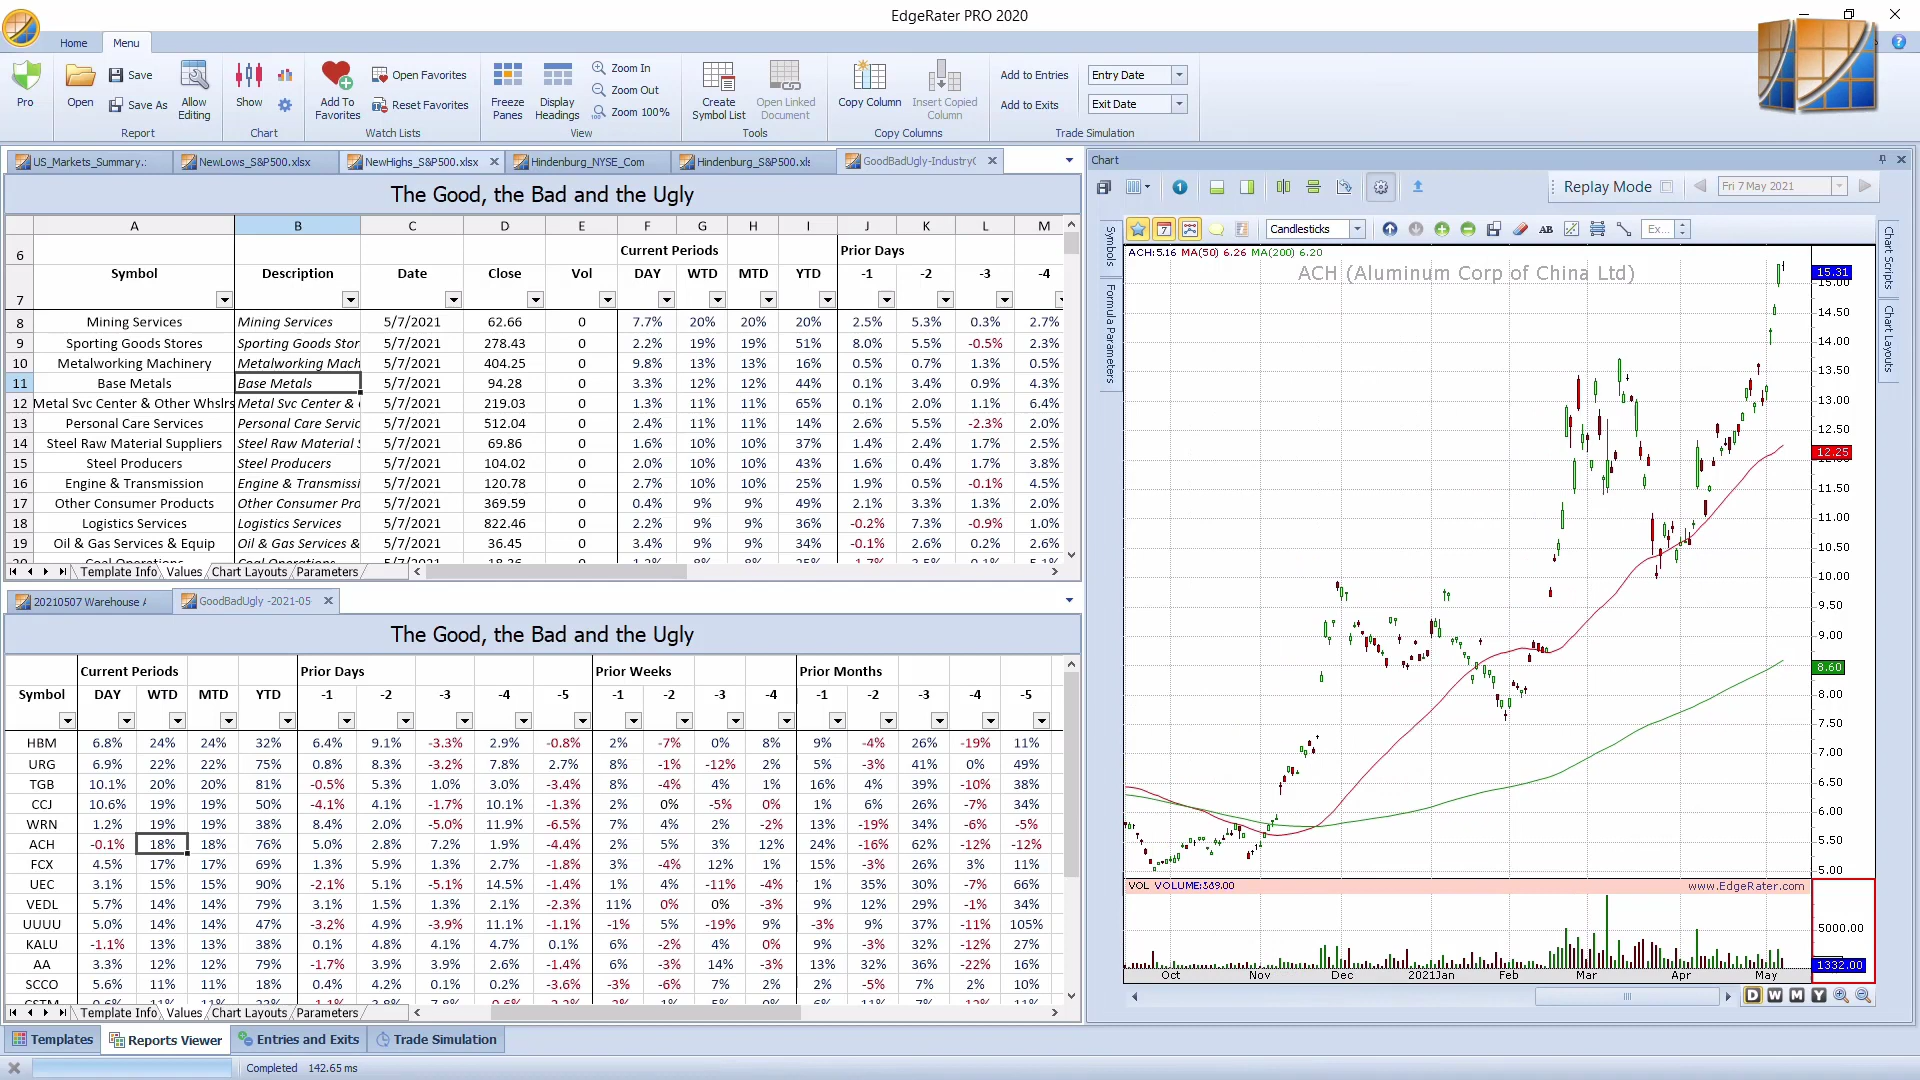 EdgeRater PRO 2020
Home Menu
Pro Open Save Save As Allow Editing Show Add To Favorites Open Favorites Reset Favorites Freeze Panes Display Headings Zoom In Zoom Out Zoom 100% Create Symbol List Open Linked Document Copy Column Insert Copied Column Add to Entries Entry Date Add to Exits Exit Date
Report Chart Watch Lists View Tools Copy Columns Trade Simulation
US_Markets_Summary.: NewLows_S&P500.xlsx NewHighs_S&P500.xlsx Hindenburg_NYSE_Com Hindenburg_S&P500.xls GoodBadUgly-IndustryG
The Good, the Bad and the Ugly
A B C D E F G H I J K L M
6 Current Periods Prior Days
Symbol Description Date Close Vol DAY WTD MTD YTD -1 -2 -3 -4
7
8 Mining Services Mining Services 5/7/2021 62.66 0 7.7% 20% 20% 20% 2.5% 5.3% 0.3% 2.7%
9 Sporting Goods Stores Sporting Goods Stor 5/7/2021 278.43 0 2.2% 19% 19% 51% 8.0% 5.5% -0.5% 2.3%
10 Metalworking Machinery Metalworking Mach 5/7/2021 404.25 0 9.8% 13% 13% 16% 0.5% 0.7% 1.3% 0.5%
11 Base Metals Base Metals 5/7/2021 94.28 0 3.3% 12% 12% 44% 0.1% 3.4% 0.9% 4.3%
12 Metal Svc Center & Other Whslrs Metal Svc Center & 5/7/2021 219.03 0 1.3% 11% 11% 65% 0.1% 2.0% 1.1% 6.4%
13 Personal Care Services Personal Care Servic 5/7/2021 512.04 0 2.4% 11% 11% 14% 2.6% 5.5% -2.3% 2.0%
14 Steel Raw Material Suppliers Steel Raw Material S 5/7/2021 69.86 0 1.6% 10% 10% 37% 1.4% 2.4% 1.7% 2.5%
15 Steel Producers Steel Producers 5/7/2021 104.02 0 2.0% 10% 10% 43% 1.6% 0.4% 1.7% 3.8%
16 Engine & Transmission Engine & Transmissi 5/7/2021 120.78 0 2.7% 10% 10% 25% 1.9% 0.5% -0.1% 4.5%
17 Other Consumer Products Other Consumer Pro 5/7/2021 369.59 0 0.4% 9% 9% 49% 2.1% 3.3% 1.3% 2.0%
18 Logistics Services Logistics Services 5/7/2021 822.46 0 2.2% 9% 9% 36% -0.2% 7.3% -0.9% 1.0%
19 Oil & Gas Services & Equip Oil & Gas Services & 5/7/2021 36.45 0 3.4% 9% 9% 34% -0.1% 2.6% 0.2% 2.6%
Template Info Values Chart Layouts Parameters
20210507 Warehouse GoodBadUgly -2021-05
The Good, the Bad and the Ugly
Current Periods Prior Days Prior Weeks Prior Months
Symbol DAY WTD MTD YTD -1 -2 -3 -4 -5 -1 -2 -3 -4 -1 -2 -3 -4 -5
HBM 6.8% 24% 24% 32% 6.4% 9.1% -3.3% 2.9% -0.8% 2% -7% 0% 8% 9% -4% 26% -19% 11%
URG 6.9% 22% 22% 75% 0.8% 8.3% -3.2% 7.8% 2.7% 8% -1% -12% 2% 5% -3% 41% 0% 49%
TGB 10.1% 20% 20% 81% -0.5% 5.3% 1.0% 3.0% -3.4% 8% -4% 4% 1% 16% 4% 39% -10% 38%
CCJ 10.6% 19% 19% 50% -4.1% 4.1% -1.7% 10.1% -1.3% 2% 0% -5% 0% 1% 6% 26% -7% 34%
WRN 1.2% 19% 19% 38% 8.4% 2.0% -5.0% 11.9% -6.5% 7% 4% 2% -2% 13% -19% 34% -6% -5%
ACH -0.1% 18% 18% 76% 5.0% 2.8% 7.2% 1.9% -4.4% 2% 5% 3% 12% 24% -16% 62% -12% -12%
FCX 4.5% 17% 17% 69% 1.3% 5.9% 1.3% 2.7% -1.8% 3% -4% 12% 1% 15% -3% 26% 3% 11%
UEC 3.1% 15% 15% 90% -2.1% 5.1% -5.1% 14.5% -1.4% 1% 4% -11% -4% 1% 35% 30% -7% 66%
VEDL 5.7% 14% 14% 79% 3.1% 1.5% 1.3% 2.1% -2.3% 11% 0% 0% -3% 9% 12% 29% -1% 34%
UUUU 5.0% 14% 14% 47% -3.2% 4.9% -3.9% 11.1% -1.1% -1% 5% -19% 9% -3% 9% 37% -11% 105%
KALU -1.1% 13% 13% 38% 0.1% 4.8% 4.1% 4.7% 0.1% 6% -2% 4% 0% 9% -3% 32% -12% 27%
AA 3.3% 12% 12% 79% -1.7% 3.9% 3.9% 2.6% -1.4% 6% -3% 14% -3% 13% 32% 36% -22% 16%
SCCO 5.6% 11% 11% 18% 0.4% 4.2% 0.1% 0.2% -3.6% -3% -6% 7% 2% 2% -5% 7% 2% 10%
Template Info Values Chart Layouts Parameters
Templates Reports Viewer Entries and Exits Trade Simulation
Completed 142.65 ms
Chart
Replay Mode Fri 7 May 2021
Candlesticks AB Ex...
Symbols
Formula Parameters
Chart Scripts
Chart Layouts
ACH:5.16 MA(50) 6.26 MA(200) 6.20
ACH (Aluminum Corp of China Ltd)
15.31
15.00
14.50
14.00
13.50
13.00
12.50
12.25
11.50
11.00
10.50
10.00
9.50
9.00
8.60
8.00
7.50
7.00
6.50
6.00
5.50
5.00
VOL VOLUME:389.00 www.EdgeRater.com
5000.00
1332.00
Oct Nov Dec 2021Jan Feb Mar Apr May
D W M Y